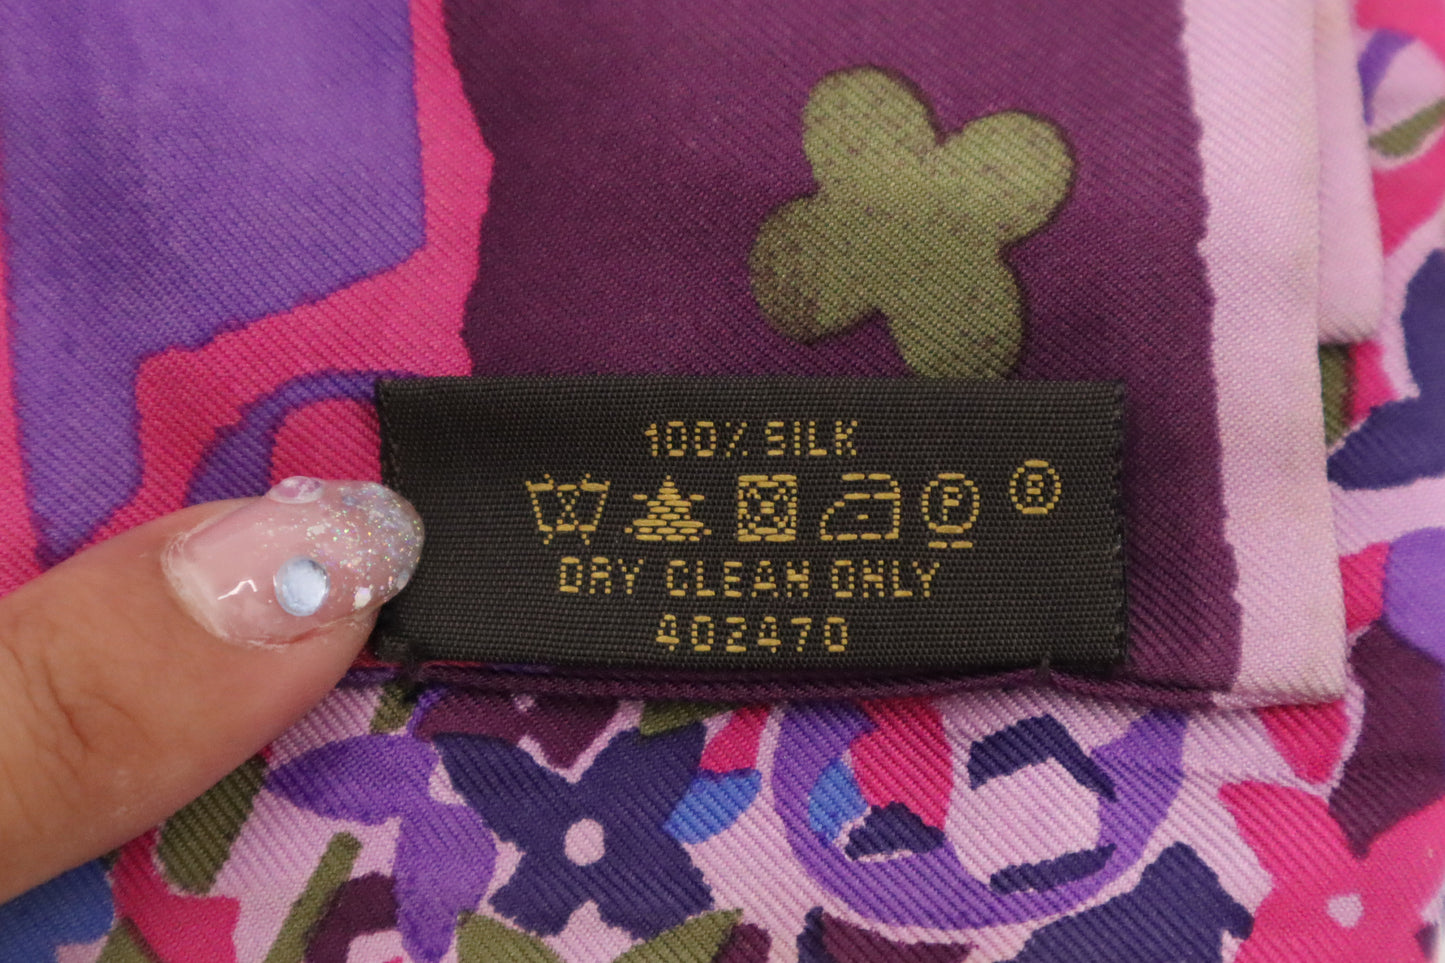 100% SILK
P ®
DRY CLEAN ONLY
402470